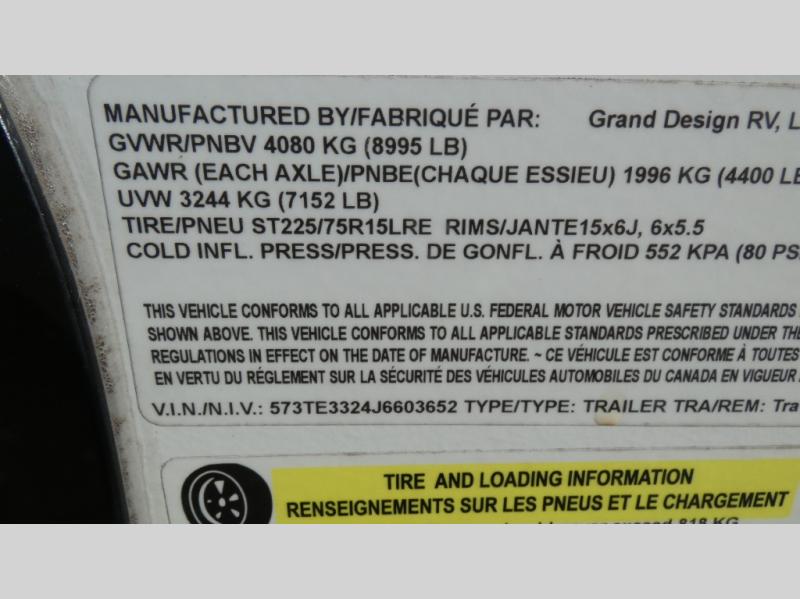 MANUFACTURED BY/FABRIQUÉ PAR: Grand Design RV, L
GVWR/PNBV 4080 KG (8995 LB)
GAWR (EACH AXLE)/PNBE(CHAQUE ESSIEU) 1996 KG (4400 LB
UVW 3244 KG (7152 LB)
TIRE/PNEU ST225/75R15LRE RIMS/JANTE15x6J, 6x5.5
COLD INFL. PRESS/PRESS. DE GONFL. À FROID 552 KPA (80 PS
THIS VEHICLE CONFORMS TO ALL APPLICABLE U.S. FEDERAL MOTOR VEHICLE SAFETY STANDARDS
SHOWN ABOVE. THIS VEHICLE CONFORMS TO ALL APPLICABLE STANDARDS PRESCRIBED UNDER THE
REGULATIONS IN EFFECT ON THE DATE OF MANUFACTURE. ~ CE VÉHICULE EST CONFORME À TOUTES
EN VERTU DU RÉGLEMENT SUR LA SÉCURITÉ DES VÉHICULES AUTOMOBILES DU CANADA EN VIGUEUR
V.I.N./N.I.V.: 573TE3324J6603652 TYPE/TYPE: TRAILER TRA/REM: Tra
TIRE AND LOADING INFORMATION
RENSEIGNEMENTS SUR LES PNEUS ET LE CHARGEMENT
exceed 818 KG